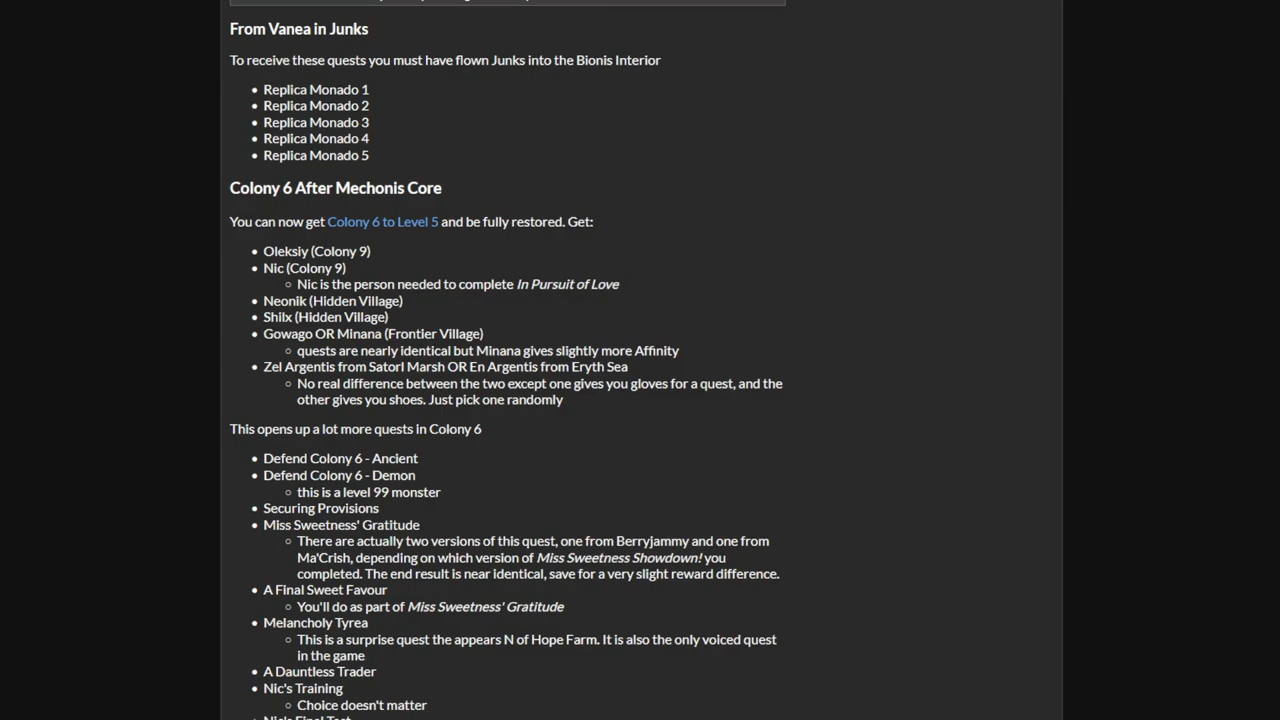 From Vanea in Junks
To receive these quests you must have flown Junks into the Bionis Interior
Replica Monado 1
Replica Monado 2
Replica Monado 3
Replica Monado 4
Replica Monado 5
Colony 6 After Mechonis Core
You can now get Colony 6 to Level 5 and be fully restored. Get:
Oleksiy (Colony 9)
Nic (Colony 9)
Nic is the person needed to complete In Pursuit of Love
Neonik (Hidden Village)
Shilx (Hidden Village)
Gowago OR Minana (Frontier Village)
quests are nearly identical but Minana gives slightly more Affinity
Zel Argentis from Satorl Marsh OR En Argentis from Eryth Sea
No real difference between the two except one gives you gloves for a quest, and the
other gives you shoes. Just pick one randomly
This opens up a lot more quests in Colony 6
Defend Colony 6 - Ancient
Defend Colony 6 - Demon
this is a level 99 monster
Securing Provisions
Miss Sweetness' Gratitude
There are actually two versions of this quest, one from Berryjammy and one from
Ma'Crish, depending on which version of Miss Sweetness Showdown! you
completed. The end result is near identical, save for a very slight reward difference.
A FInal Sweet Favour
You'll do as part of Miss Sweetness' Gratitude
Melancholy Tyrea
This is a surprise quest the appears N of Hope Farm. It is also the only voiced quest
in the game
A Dauntless Trader
Nic's Training
Choice doesn't matter
Nic's Final Test